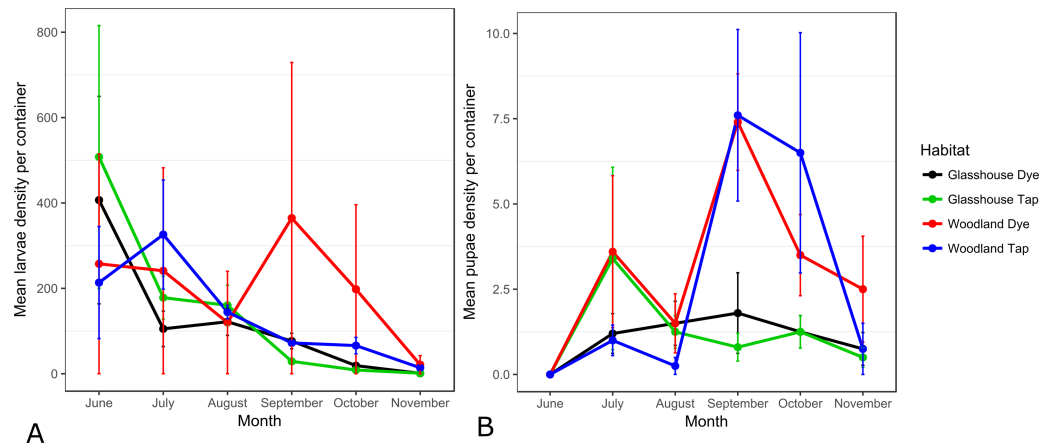 Mean larvae density per container
800
600
400
200
0
June July August September October November
Month
A
Mean pupae density per container
10.0
7.5
5.0
2.5
0.0
June July August September October November
Month
B
Habitat
Glasshouse Dye
Glasshouse Tap
Woodland Dye
Woodland Tap